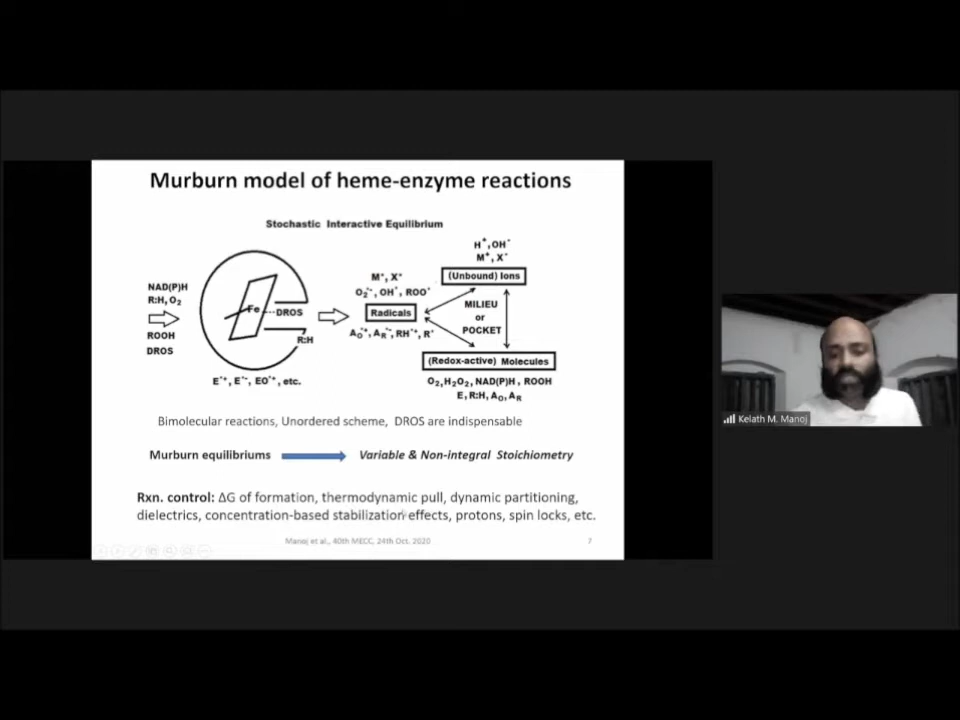 Murburn model of heme-enzyme reactions
Stochastic Interactive Equilibrium
NAD(P)H
R:H, O₂
ROOH
DROS
Fe
DROS
R:H
E˙⁺, E˙⁻, EO˙⁺, etc.
M*, X*
O₂*⁻, OH*, ROO*
Radicals
A₀*⁺, Aᵣ*⁻, RH*⁺, R*
H⁺, OH⁻
M⁺, X⁻
(Unbound) Ions
MILIEU
or
POCKET
(Redox-active) Molecules
O₂, H₂O₂, NAD(P)H, ROOH
E, R:H, A₀, Aᵣ
Bimolecular reactions, Unordered scheme, DROS are indispensable
Murburn equilibriums
Variable & Non-integral Stoichiometry
Rxn. control: ΔG of formation, thermodynamic pull, dynamic partitioning,
dielectrics, concentration-based stabilization effects, protons, spin locks, etc.
Manoj et al., 40th MECC, 24th Oct. 2020
7
Kelath M. Manoj